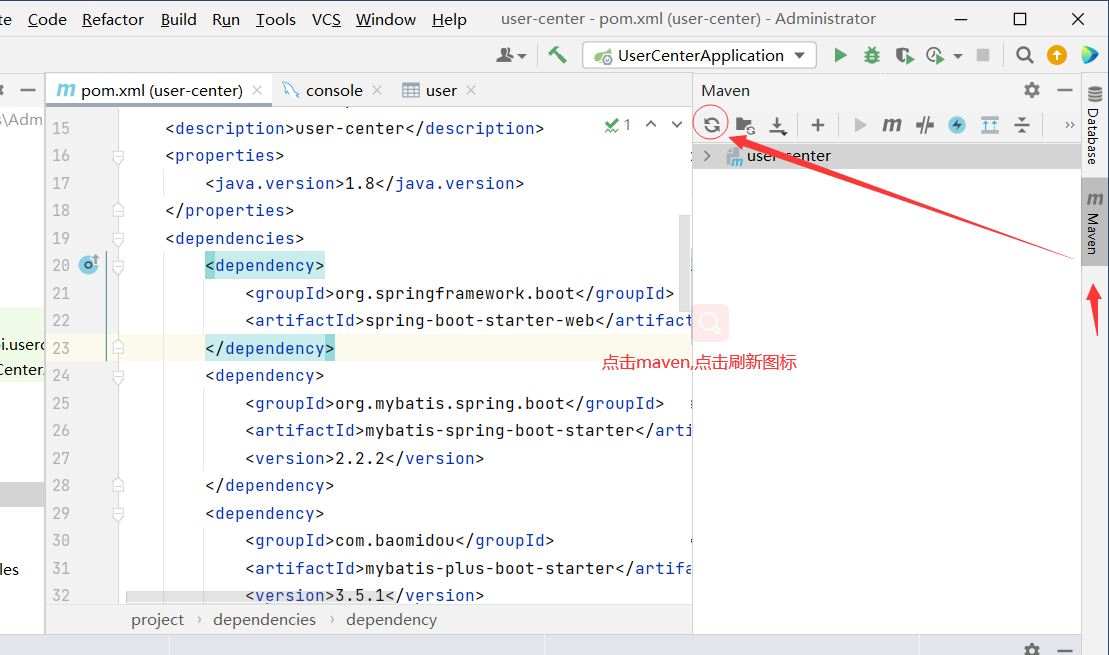 te Code Refactor Build Run Tools VCS Window Help user-center - pom.xml (user-center) - Administrator
UserCenterApplication
pom.xml (user-center) console user Maven
s\Adm
15 <description>user-center</description> 1
16 <properties>
user-center
17 <java.version>1.8</java.version>
18 </properties>
19 <dependencies>
20 <dependency>
21 <groupId>org.springframework.boot</groupId>
22 <artifactId>spring-boot-starter-web</artifact
23 </dependency>
24 <dependency>
25 <groupId>org.mybatis.spring.boot</groupId>
26 <artifactId>mybatis-spring-boot-starter</arti
27 <version>2.2.2</version>
28 </dependency>
29 <dependency>
30 <groupId>com.baomidou</groupId>
31 <artifactId>mybatis-plus-boot-starter</artifa
32 <version>3.5.1</version>
pi.userc
Center.
les
点击maven,点击刷新图标
Database
Maven
project › dependencies › dependency